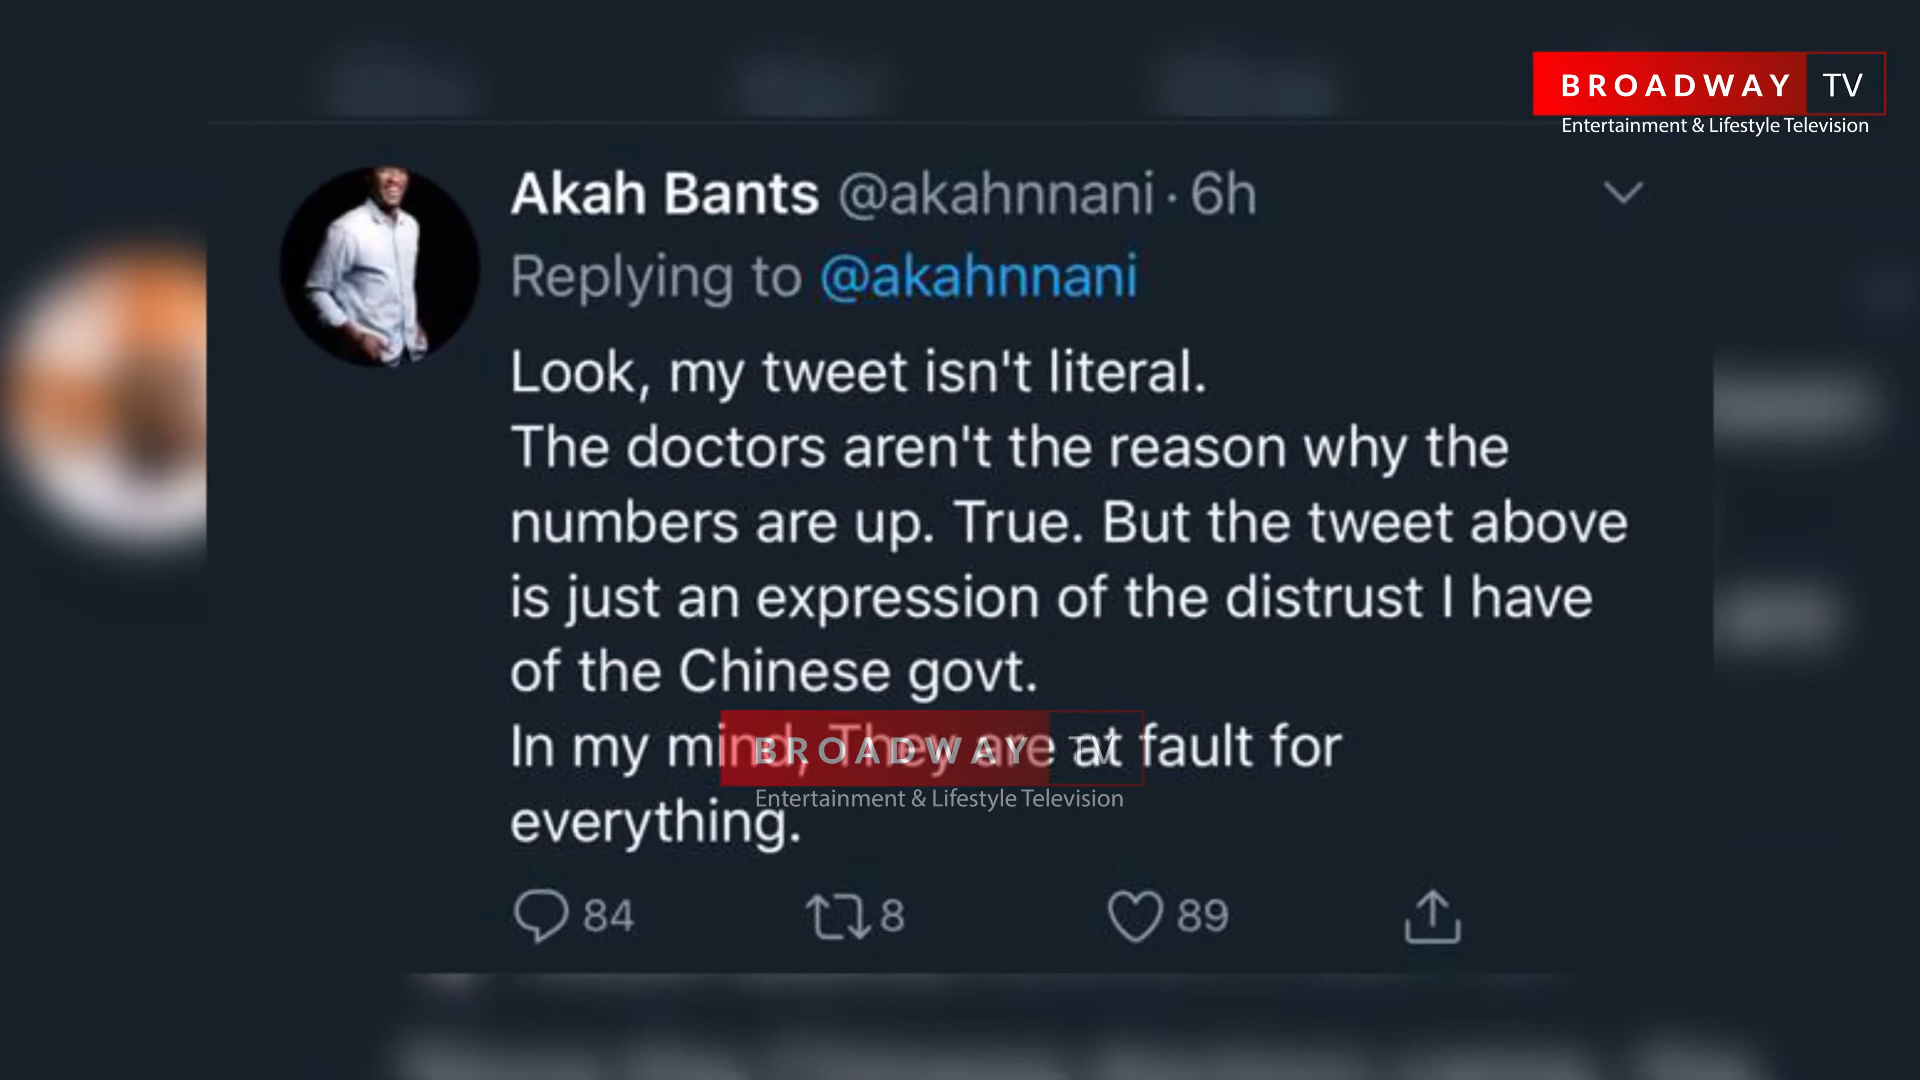 BROADWAY TV
Entertainment & Lifestyle Television
Akah Bants @akahnnani · 6h
Replying to @akahnnani
Look, my tweet isn't literal.
The doctors aren't the reason why the
numbers are up. True. But the tweet above
is just an expression of the distrust I have
of the Chinese govt.
In my mind, They are at fault for
BROADWAY TV
Entertainment & Lifestyle Television
everything.
84 8 89